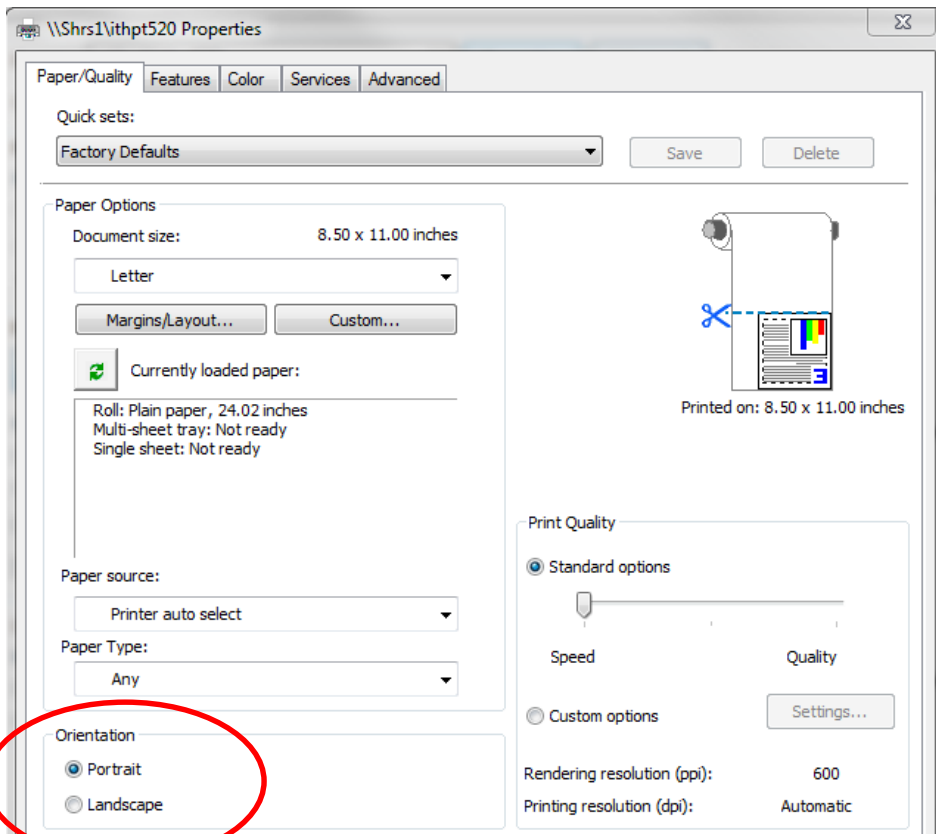 \\Shrs1\ithpt520 Properties
Paper/Quality Features Color Services Advanced
Quick sets:
Factory Defaults Save Delete
Paper Options
Document size: 8.50 x 11.00 inches
Letter
Margins/Layout... Custom...
Currently loaded paper:
Roll: Plain paper, 24.02 inches
Multi-sheet tray: Not ready
Single sheet: Not ready
Paper source:
Printer auto select
Paper Type:
Any
Orientation
Portrait
Landscape
3
Printed on: 8.50 x 11.00 inches
Print Quality
Standard options
Speed Quality
Custom options Settings...
Rendering resolution (ppi): 600
Printing resolution (dpi): Automatic